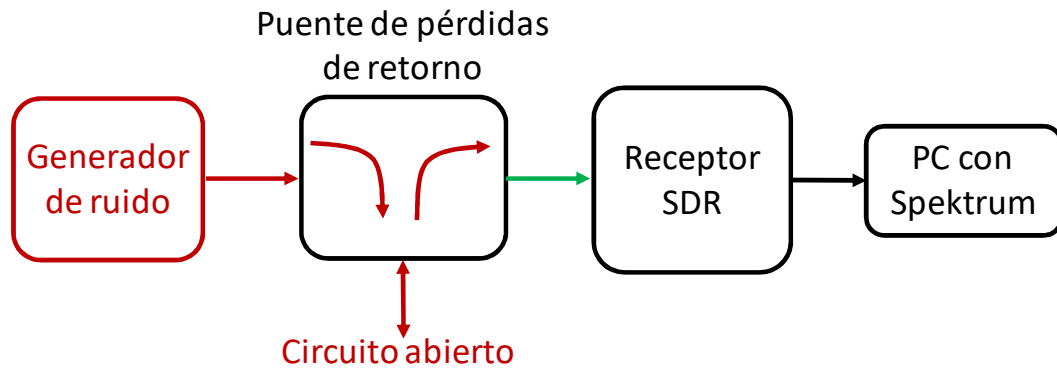 Puente de pérdidas
de retorno
Generador
de ruido
Receptor
SDR
PC con
Spektrum
Circuito abierto